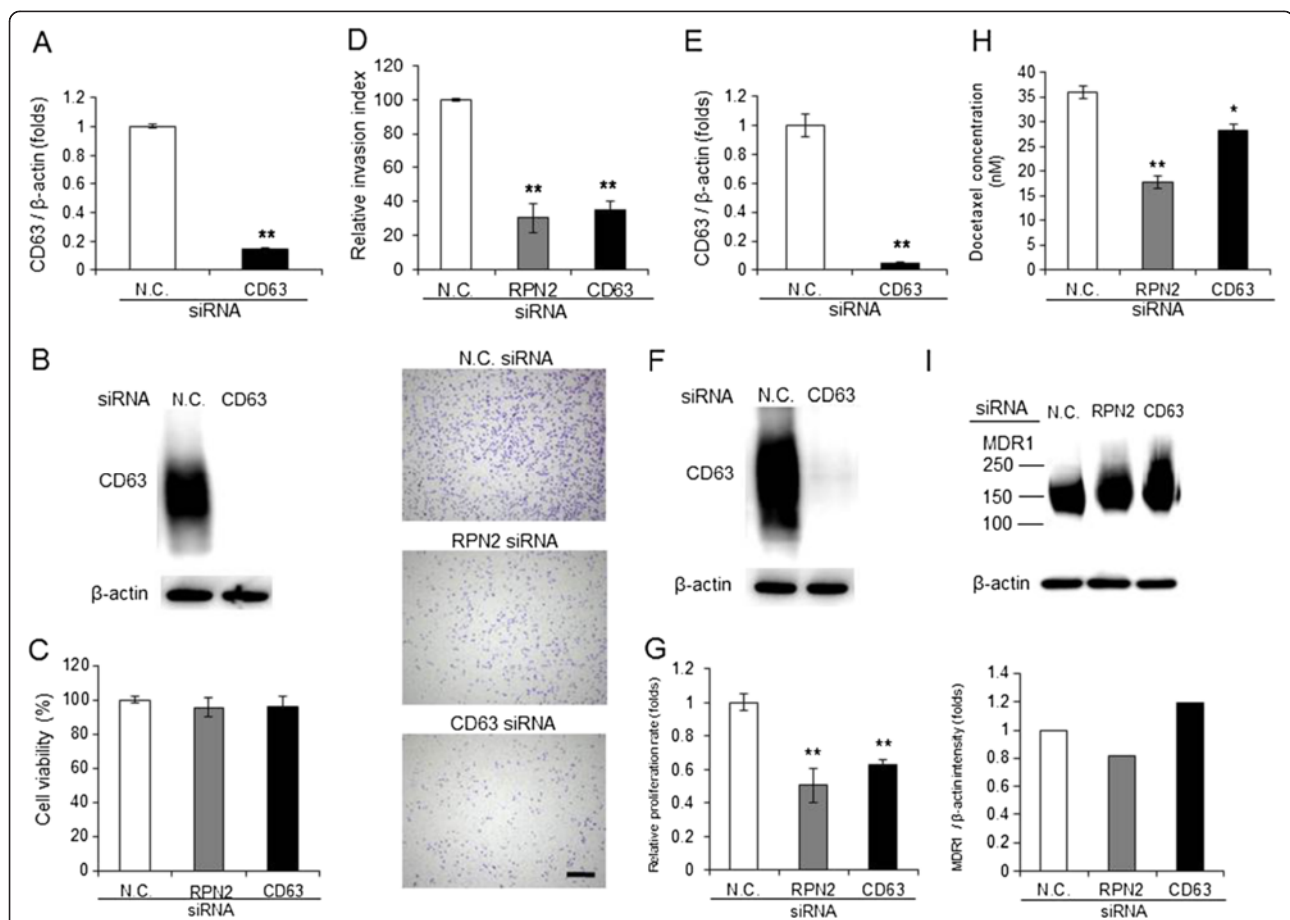 A
CD63 / β-actin (folds)
1.2
1
0.8
0.6
0.4
0.2
0
**
N.C.
CD63
siRNA
D
Relative invasion index
120
100
80
60
40
20
0
**
**
N.C.
RPN2
CD63
siRNA
N.C. siRNA
RPN2 siRNA
CD63 siRNA
E
CD63 / β-actin (folds)
1.2
1
0.8
0.6
0.4
0.2
0
**
N.C.
CD63
siRNA
H
Docetaxel concentration
(nM)
40
35
30
25
20
15
10
5
0
**
*
N.C.
RPN2
CD63
siRNA
B
siRNA N.C. CD63
CD63
β-actin
C
Cell viability (%)
120
100
80
60
40
20
0
N.C.
RPN2
CD63
siRNA
F
siRNA N.C. CD63
CD63
β-actin
G
Relative proliferation rate (folds)
1.2
1
0.8
0.6
0.4
0.2
0
**
**
N.C.
RPN2
CD63
siRNA
I
siRNA N.C. RPN2 CD63
MDR1
250
150
100
β-actin
MDR1 / β-actin intensity (folds)
1.4
1.2
1
0.8
0.6
0.4
0.2
0
N.C.
RPN2
CD63
siRNA